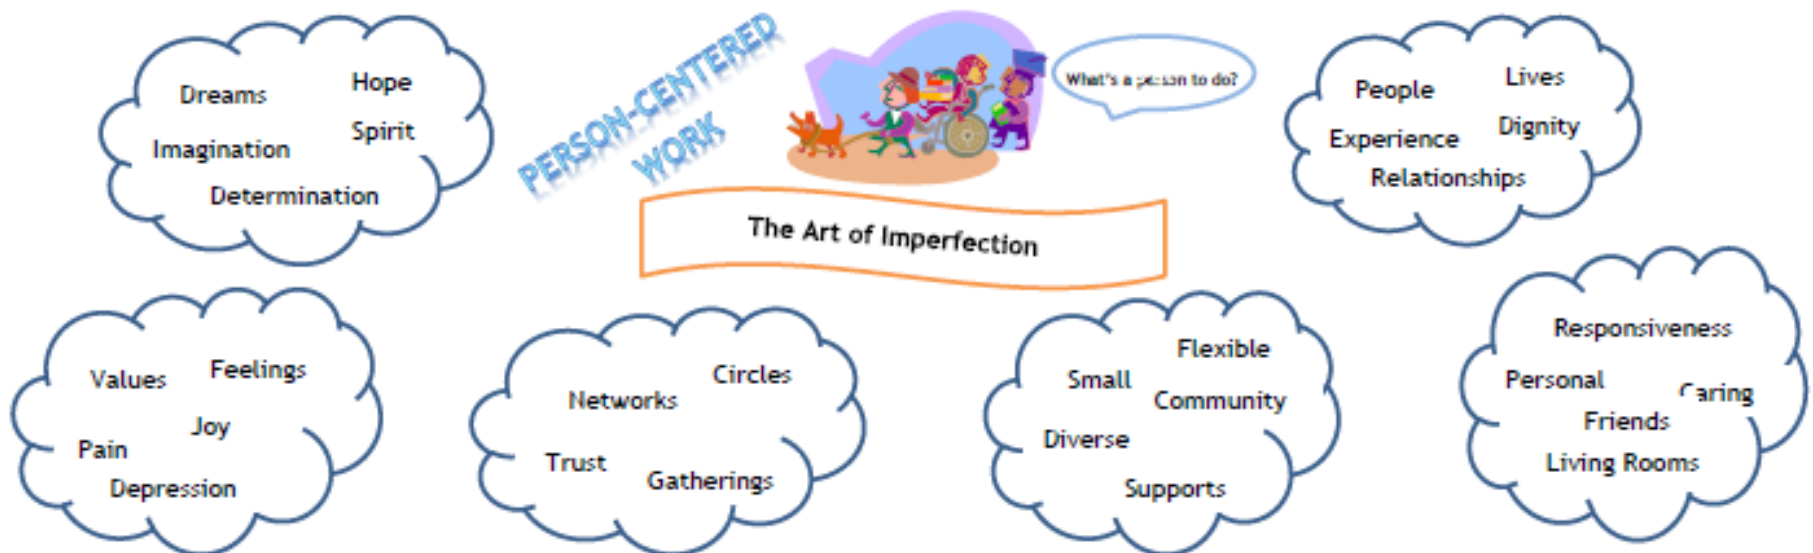 Dreams
Hope
Imagination
Spirit
Determination
PERSON-CENTERED
WORK
What's a person to do?
People
Lives
Experience
Dignity
Relationships
The Art of Imperfection
Values
Feelings
Joy
Pain
Depression
Networks
Circles
Trust
Gatherings
Flexible
Small
Community
Diverse
Supports
Responsiveness
Personal
Caring
Friends
Living Rooms